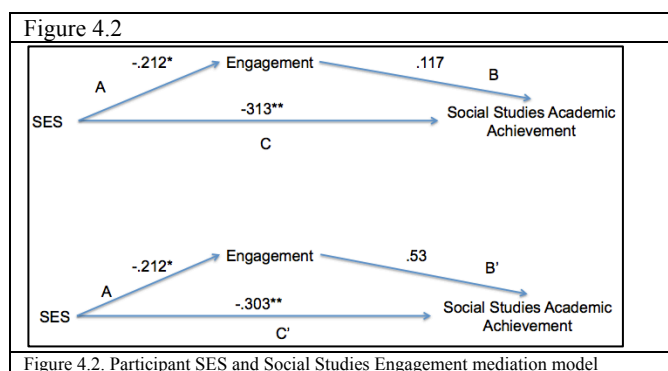 Figure 4.2
-.212* Engagement .117 B
A
-313** Social Studies Academic
SES Achievement
C
-.212* Engagement .53
A B'
-.303** Social Studies Academic
SES Achievement
C'
Figure 4.2. Participant SES and Social Studies Engagement mediation model